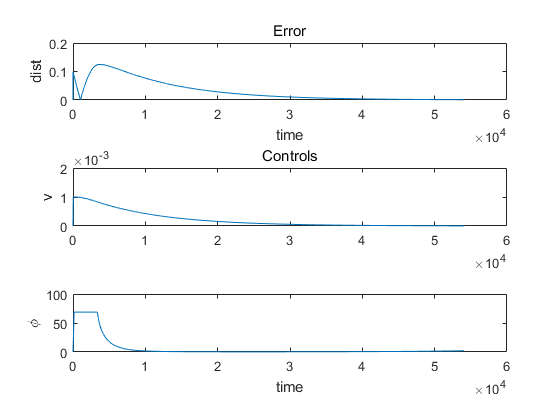 Error
0.2
0.1
0
dist
0 1 2 3 4 5 6
time
×10^4
Controls
×10^-3
2
1
0
v
0 1 2 3 4 5 6
×10^4
100
50
0
ϕ̇
0 1 2 3 4 5 6
time
×10^4